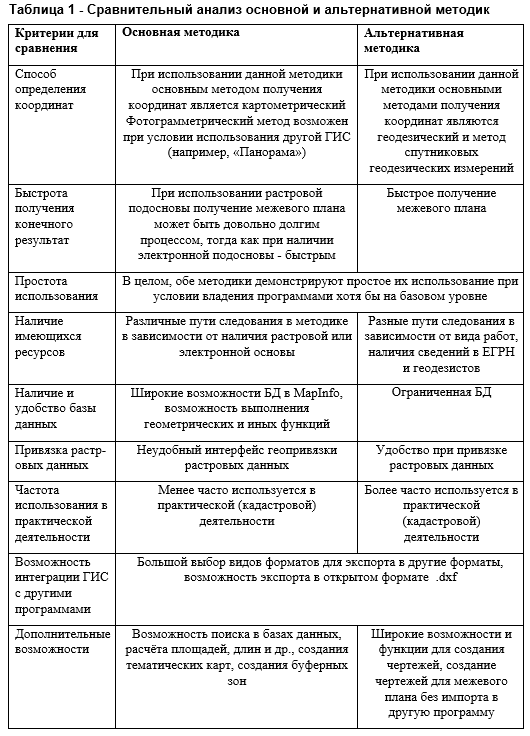 Таблица 1 - Сравнительный анализ основной и альтернативной методик
Критерии для
сравнения
Основная методика
Альтернативная
методика
Способ
определения
координат
При использовании данной методики
основным методом получения
координат является картометрический
Фотограмметрический метод возможен
при условии использования другой ГИС
(например, «Панорама»)
При использовании данной
методики основными
методами получения
координат являются
геодезический и метод
спутниковых
геодезических измерений
Быстрота
получения
конечного
результат
При использовании растровой
подосновы получение межевого плана
может быть довольно долгим
процессом, тогда как при наличии
электронной подосновы - быстрым
Быстрое получение
межевого плана
Простота
использования
В целом, обе методики демонстрируют простое их использование при
условии владения программами хотя бы на базовом уровне
Наличие
имеющихся
ресурсов
Различные пути следования в методике
в зависимости от наличия растровой или
электронной основы
Разные пути следования в
зависимости от вида работ,
наличия сведений в ЕГРН
и геодезистов
Наличие и
удобство базы
данных
Широкие возможности БД в MapInfo,
возможность выполнения
геометрических и иных функций
Ограниченная БД
Привязка растр-
овых данных
Неудобный интерфейс геопривязки
растровых данных
Удобство при привязке
растровых данных
Частота
использования в
практической
деятельности
Менее часто используется в
практической (кадастровой)
деятельности
Более часто используется в
практической
(кадастровой)
деятельности
Возможность
интеграции ГИС
с другими
программами
Большой выбор видов форматов для экспорта в другие форматы,
возможность экспорта в открытом формате .dxf
Дополнительные
возможности
Возможность поиска в базах данных,
расчёта площадей, длин и др., создания
тематических карт, создания буферных
зон
Широкие возможности и
функции для создания
чертежей, создание
чертежей для межевого
плана без импорта в
другую программу